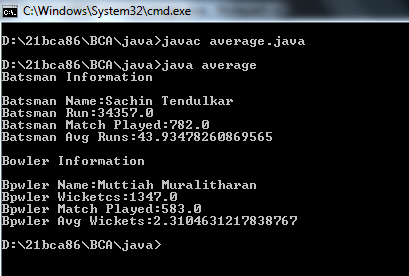 C:\Windows\System32\cmd.exe
D:\21bca86\BCA\java>javac average.java
D:\21bca86\BCA\java>java average
Batsman Information
Batsman Name:Sachin Tendulkar
Batsman Run:34357.0
Batsman Match Played:782.0
Batsman Avg Runs:43.93478260869565
Bowler Information
Bpwler Name:Muttiah Muralitharan
Bpwler Wicketcs:1347.0
Bpwler Match Played:583.0
Bpwler Avg Wickets:2.3104631217838767
D:\21bca86\BCA\java>